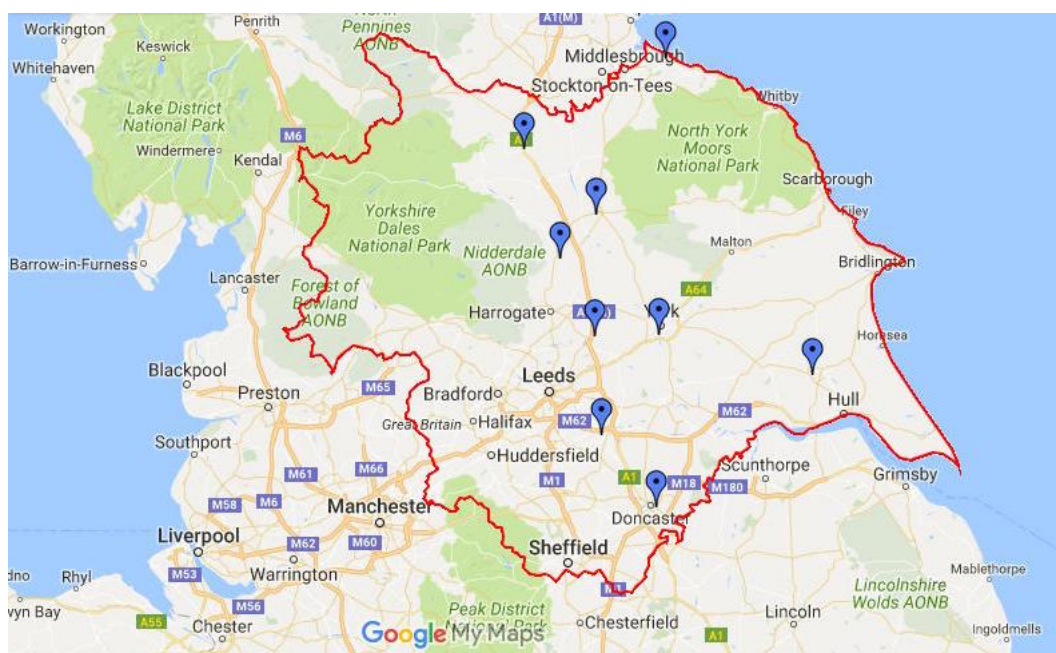 North
Pennines
AONB
Penrith
A1(M)
Workington
Keswick
Whitehaven
Middlesbrough
Stockton-on-Tees
Lake District
National Park
Whitby
M6
North York
Moors
National Park
Windermere
Kendal
Scarborough
Yorkshire
Dales
National Park
Filey
Nidderdale
AONB
Malton
Barrow-in-Furness
Bridlington
Lancaster
Forest of
Bowland
AONB
A64
Harrogate
York
Hornsea
Blackpool
M65
Leeds
Preston
Bradford
Hull
Great Britain
Halifax
M62
M62
Southport
M66
Huddersfield
Scunthorpe
M61
A1
M18
M180
Grimsby
M58
M6
M1
Manchester
Doncaster
Liverpool
M62
M60
Sheffield
M53
Warrington
M1
Rhyl
Mablethorpe
Lincolnshire
Wolds AONB
M56
Peak District
National Park
A55
Chester
Google My Maps
Chesterfield
A1
Lincoln
Ingoldmells